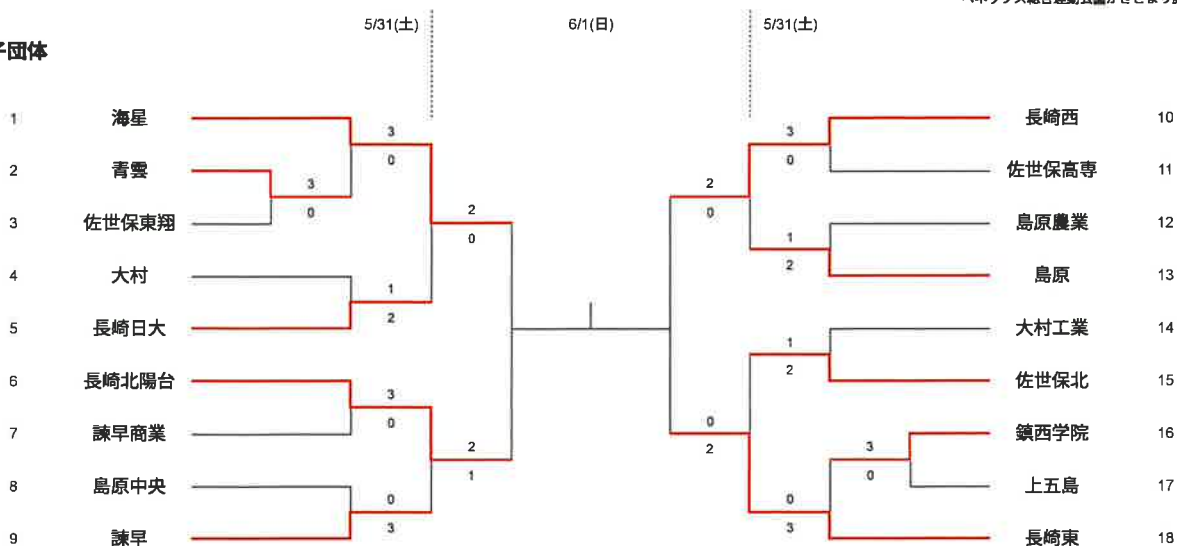 5/31(土) 6/1(日) 5/31(土)
子団体
1 海星 3 3 長崎西 10
0 0
2 青雲 3 2 佐世保高専 11
0 0
3 佐世保東翔 2 島原農業 12
0 1
4 大村 1 2 島原 13
2
5 長崎日大 1 大村工業 14
2
6 長崎北陽台 3 佐世保北 15
0 0
7 諫早商業 2 2 3 鎮西学院 16
1 0
8 島原中央 0 0 上五島 17
3 3
9 諫早 長崎東 18